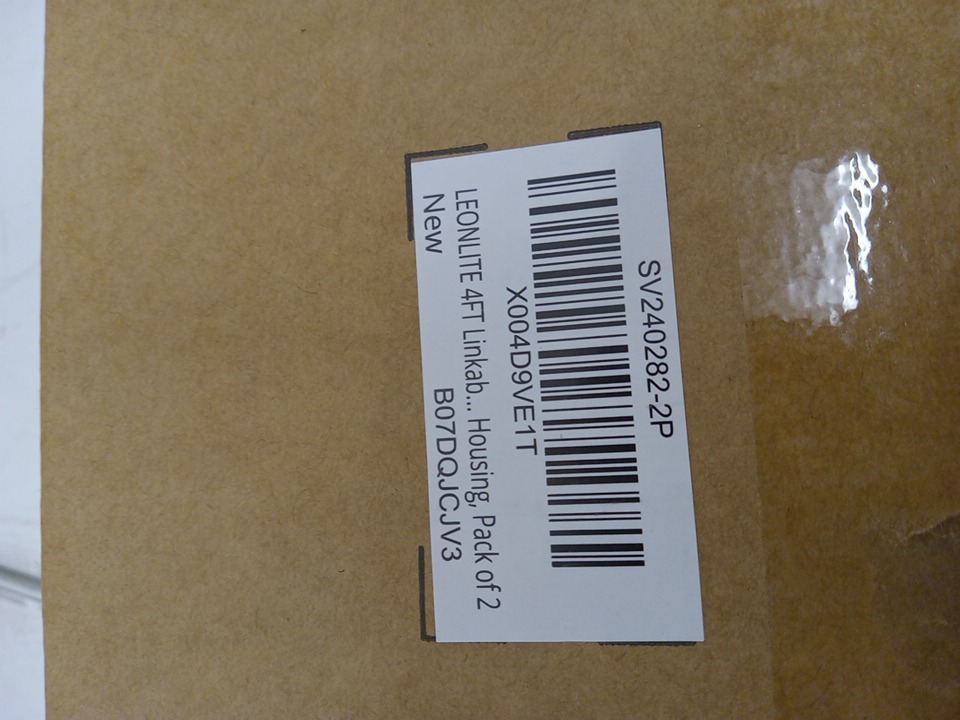 SV240282-2P
X004D9VE1T
LEONLITE 4FT Linkab... Housing, Pack of 2
New B07DQJCJV3